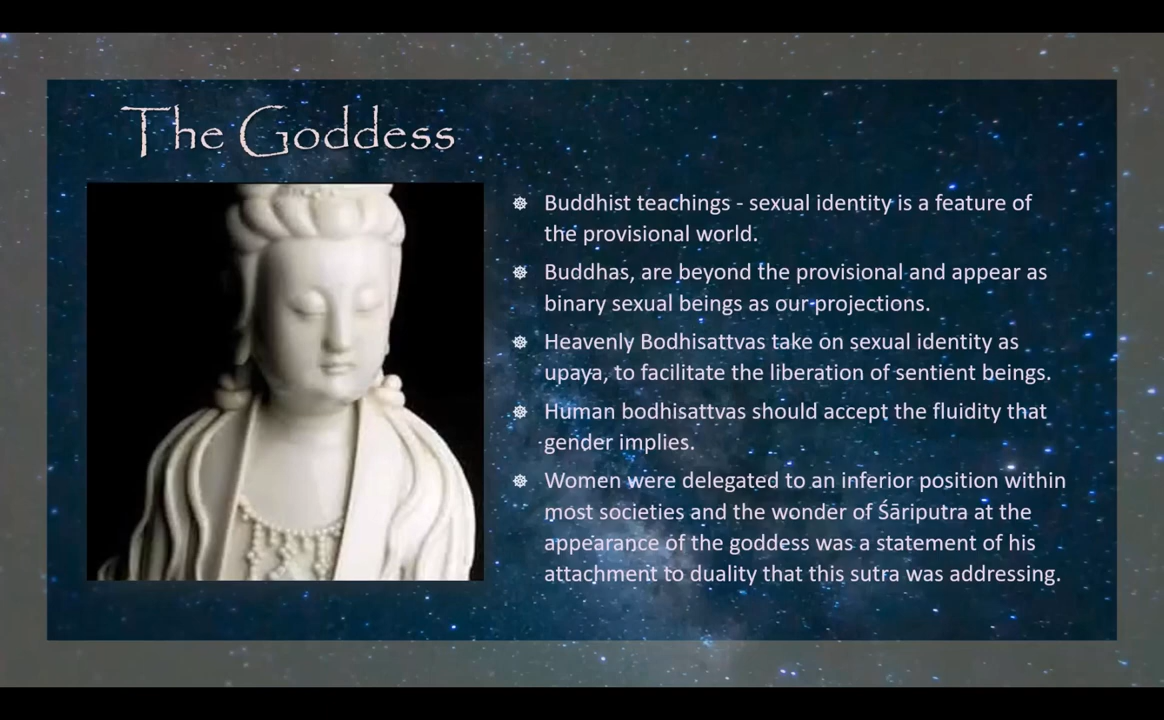 The Goddess
Buddhist teachings - sexual identity is a feature of
the provisional world.
Buddhas, are beyond the provisional and appear as
binary sexual beings as our projections.
Heavenly Bodhisattvas take on sexual identity as
upaya, to facilitate the liberation of sentient beings.
Human bodhisattvas should accept the fluidity that
gender implies.
Women were delegated to an inferior position within
most societies and the wonder of Śāriputra at the
appearance of the goddess was a statement of his
attachment to duality that this sutra was addressing.